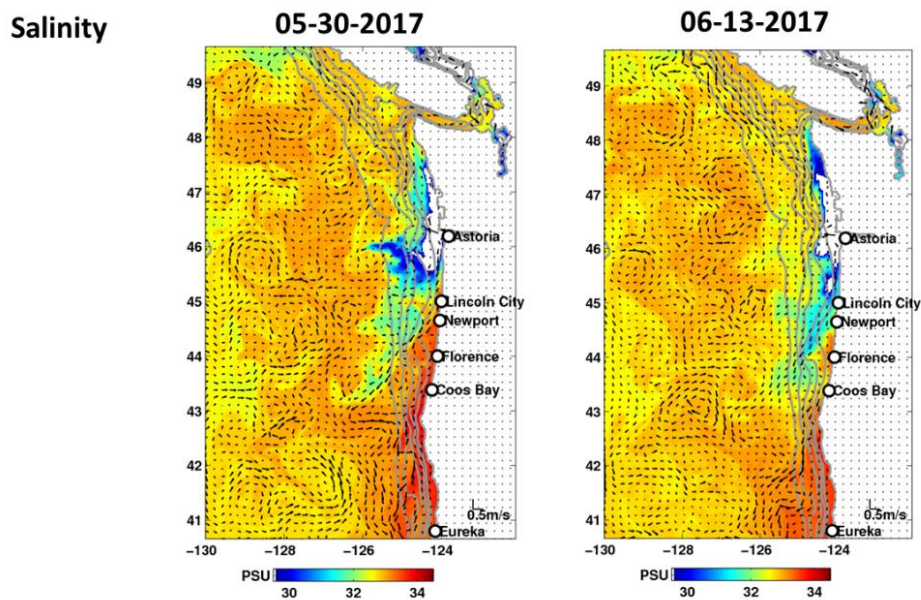 Salinity
05-30-2017
06-13-2017
49
48
47
46
45
44
43
42
41
Astoria
Lincoln City
Newport
Florence
Coos Bay
0.5m/s
Eureka
−130 −128 −126 −124
PSU
30 32 34
49
48
47
46
45
44
43
42
41
Astoria
Lincoln City
Newport
Florence
Coos Bay
0.5m/s
Eureka
−130 −128 −126 −124
PSU
30 32 34